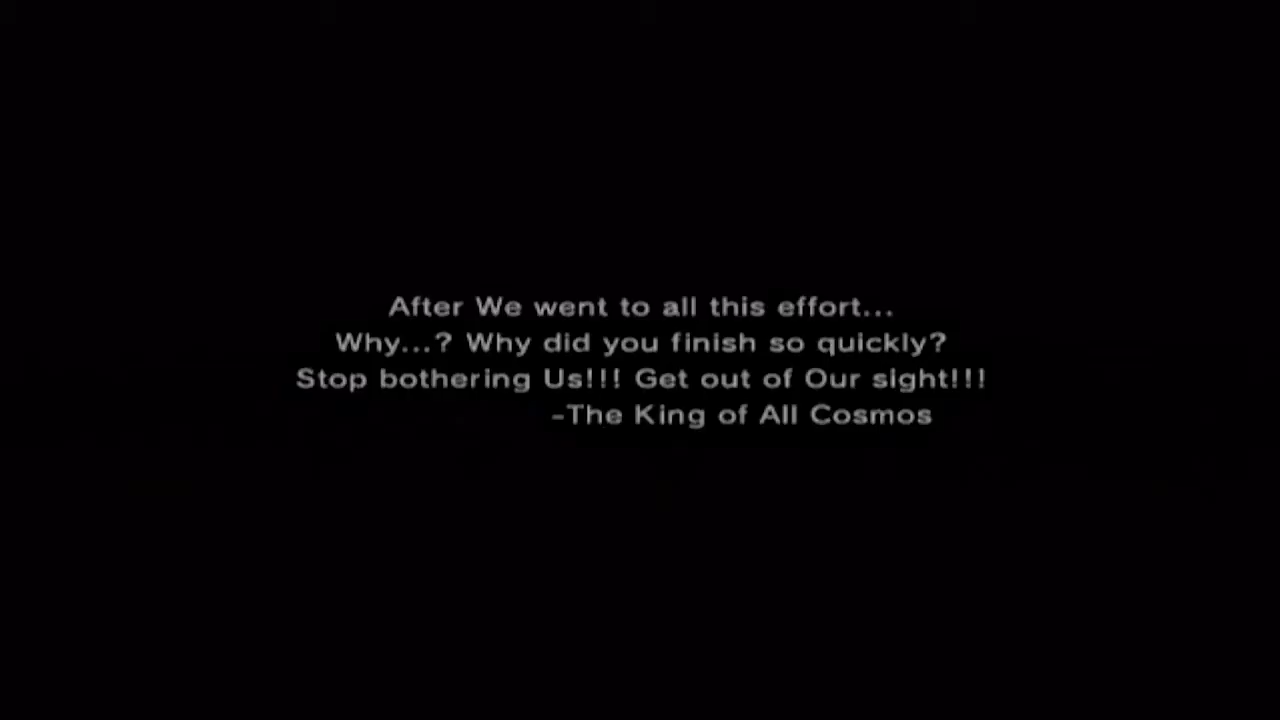 After We went to all this effort...
Why...? Why did you finish so quickly?
Stop bothering Us!!! Get out of Our sight!!!
-The King of All Cosmos